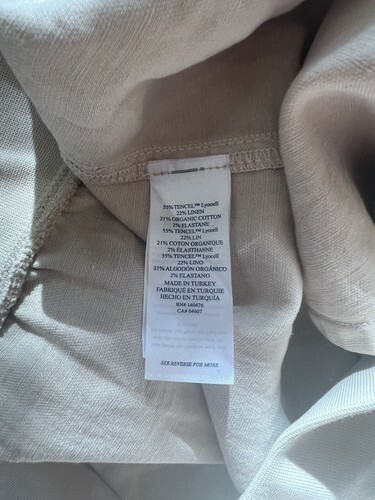 55% TENCEL™ Lyocell
22% LINEN
21% ORGANIC COTTON
2% ELASTANE
55% TENCEL™ Lyocell
22% LIN
21% COTON ORGANIQUE
2% ÉLASTHANNE
55% TENCEL™ Lyocell
22% LINO
21% ALGODÓN ORGÁNICO
2% ELASTANO
MADE IN TURKEY
FABRIQUÉ EN TURQUIE
HECHO EN TURQUÍA
RN# 140476
CA# 64607
SEE REVERSE FOR MORE